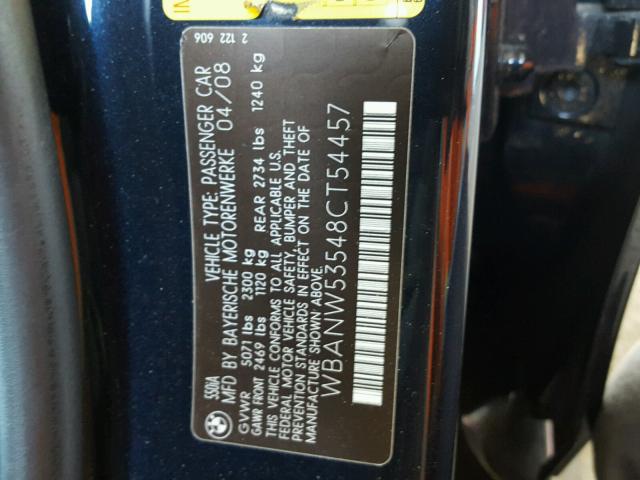 SSDIA VEHICLE TYPE: PASSENGER CAR 2 122 606
MFD BY BAYERISCHE MOTORENWERKE 04/08
GVWR 5071 lbs 2300 kg
GAWR FRONT 2469 lbs 1120 kg REAR 2734 lbs 1240 kg
THIS VEHICLE CONFORMS TO ALL APPLICABLE U.S.
FEDERAL MOTOR VEHICLE SAFETY, BUMPER AND THEFT
PREVENTION STANDARDS IN EFFECT ON THE DATE OF
MANUFACTURE SHOWN ABOVE.
WBANW53548CT54457